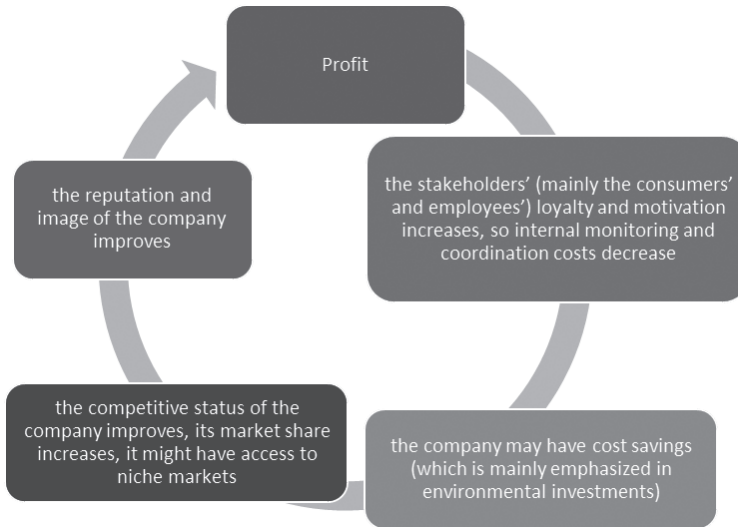 Profit
the stakeholders’ (mainly the consumers’
and employees’) loyalty and motivation
increases, so internal monitoring and
coordination costs decrease
the company may have cost savings
(which is mainly emphasized in
environmental investments)
the competitive status of the
company improves, its market share
increases, it might have access to
niche markets
the reputation and
image of the company
improves